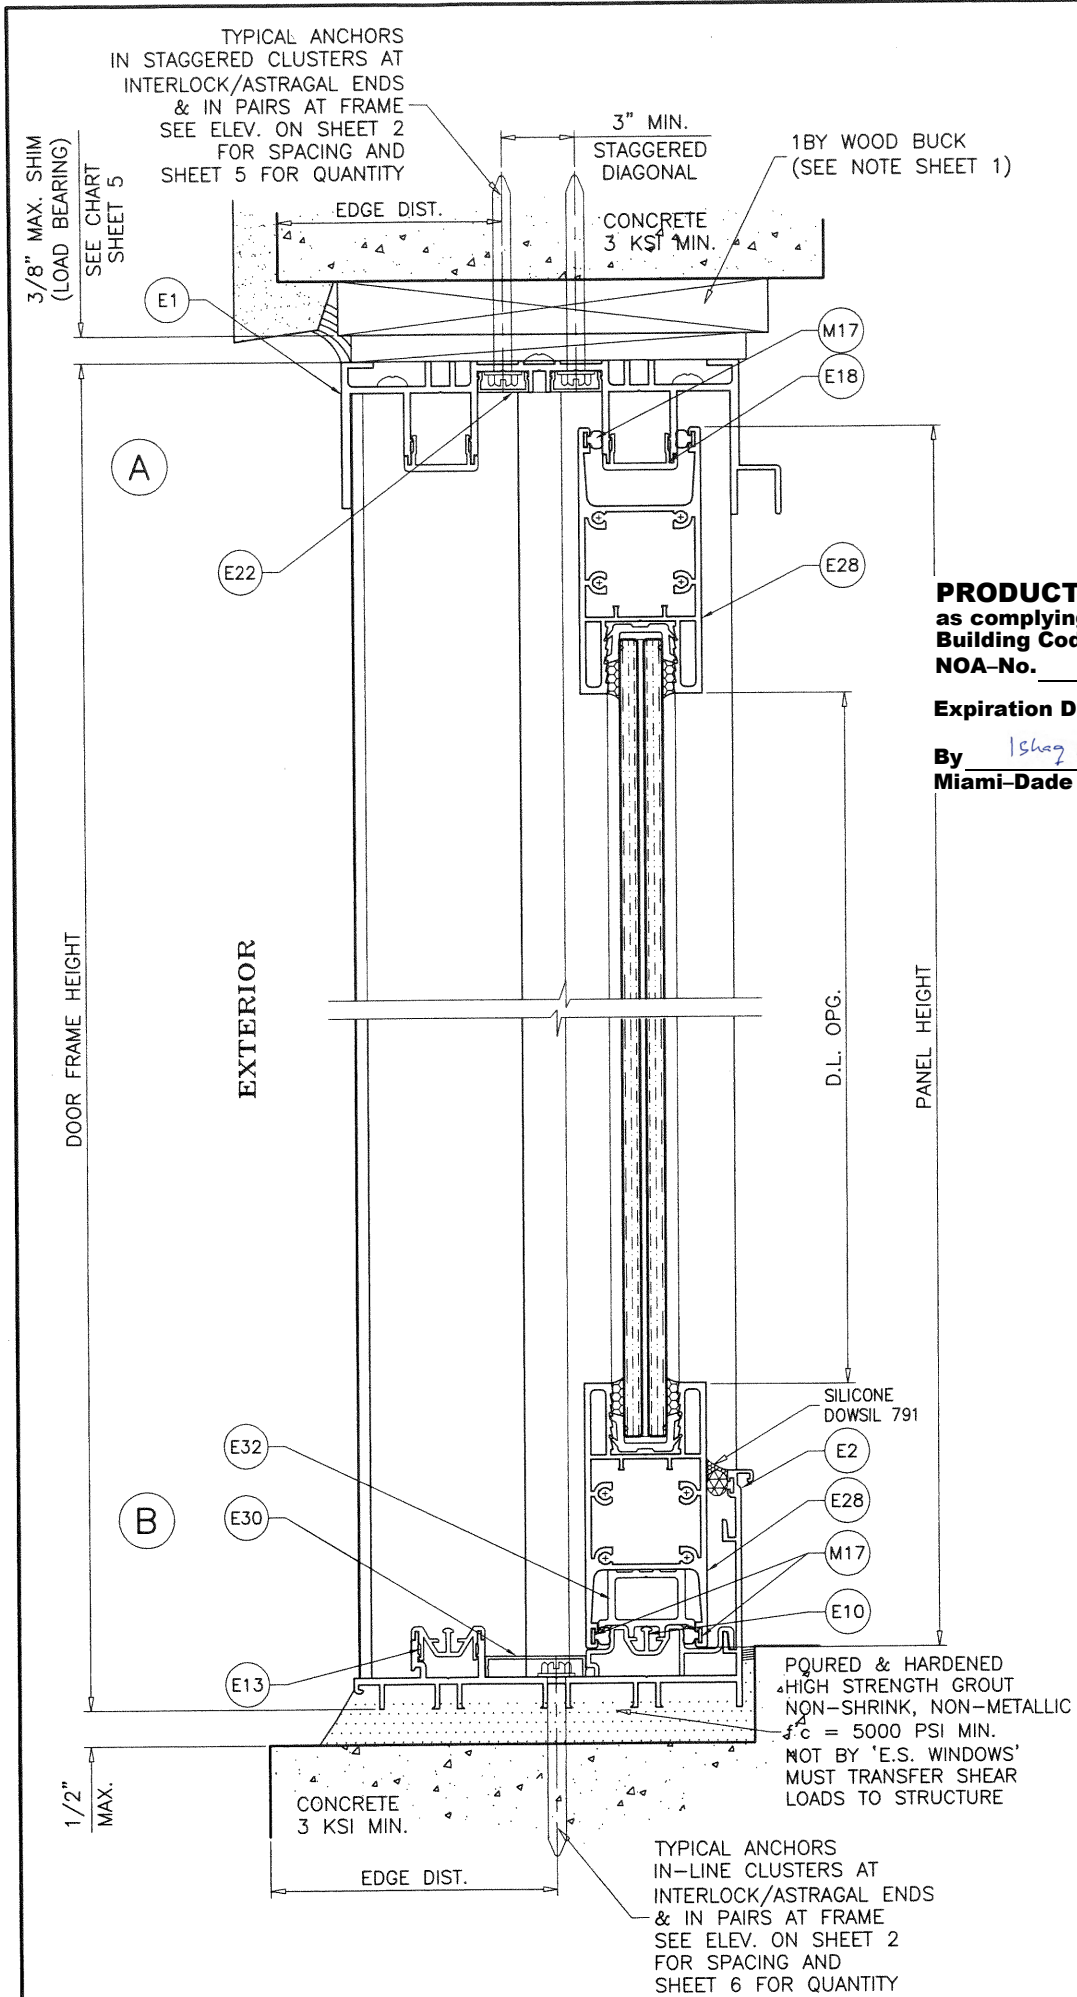 TYPICAL ANCHORS
IN STAGGERED CLUSTERS AT
INTERLOCK/ASTRAGAL ENDS
& IN PAIRS AT FRAME
SEE ELEV. ON SHEET 2
FOR SPACING AND
SHEET 5 FOR QUANTITY
3" MIN.
STAGGERED
DIAGONAL
1BY WOOD BUCK
(SEE NOTE SHEET 1)
3/8" MAX. SHIM
(LOAD BEARING)
SEE CHART
SHEET 5
EDGE DIST.
CONCRETE
3 KSI MIN.
E1
M17
E18
A
E22
E28
PRODUCT
as complying
Building Cod
NOA-No.
Expiration D
By Ishaq
Miami-Dade
DOOR FRAME HEIGHT
EXTERIOR
D.L. OPG.
PANEL HEIGHT
SILICONE
DOWSIL 791
E32
E2
B
E30
E28
M17
E10
E13
POURED & HARDENED
HIGH STRENGTH GROUT
NON-SHRINK, NON-METALLIC
f'c = 5000 PSI MIN.
NOT BY 'E.S. WINDOWS'
MUST TRANSFER SHEAR
LOADS TO STRUCTURE
1/2"
MAX.
CONCRETE
3 KSI MIN.
EDGE DIST.
TYPICAL ANCHORS
IN-LINE CLUSTERS AT
INTERLOCK/ASTRAGAL ENDS
& IN PAIRS AT FRAME
SEE ELEV. ON SHEET 2
FOR SPACING AND
SHEET 6 FOR QUANTITY